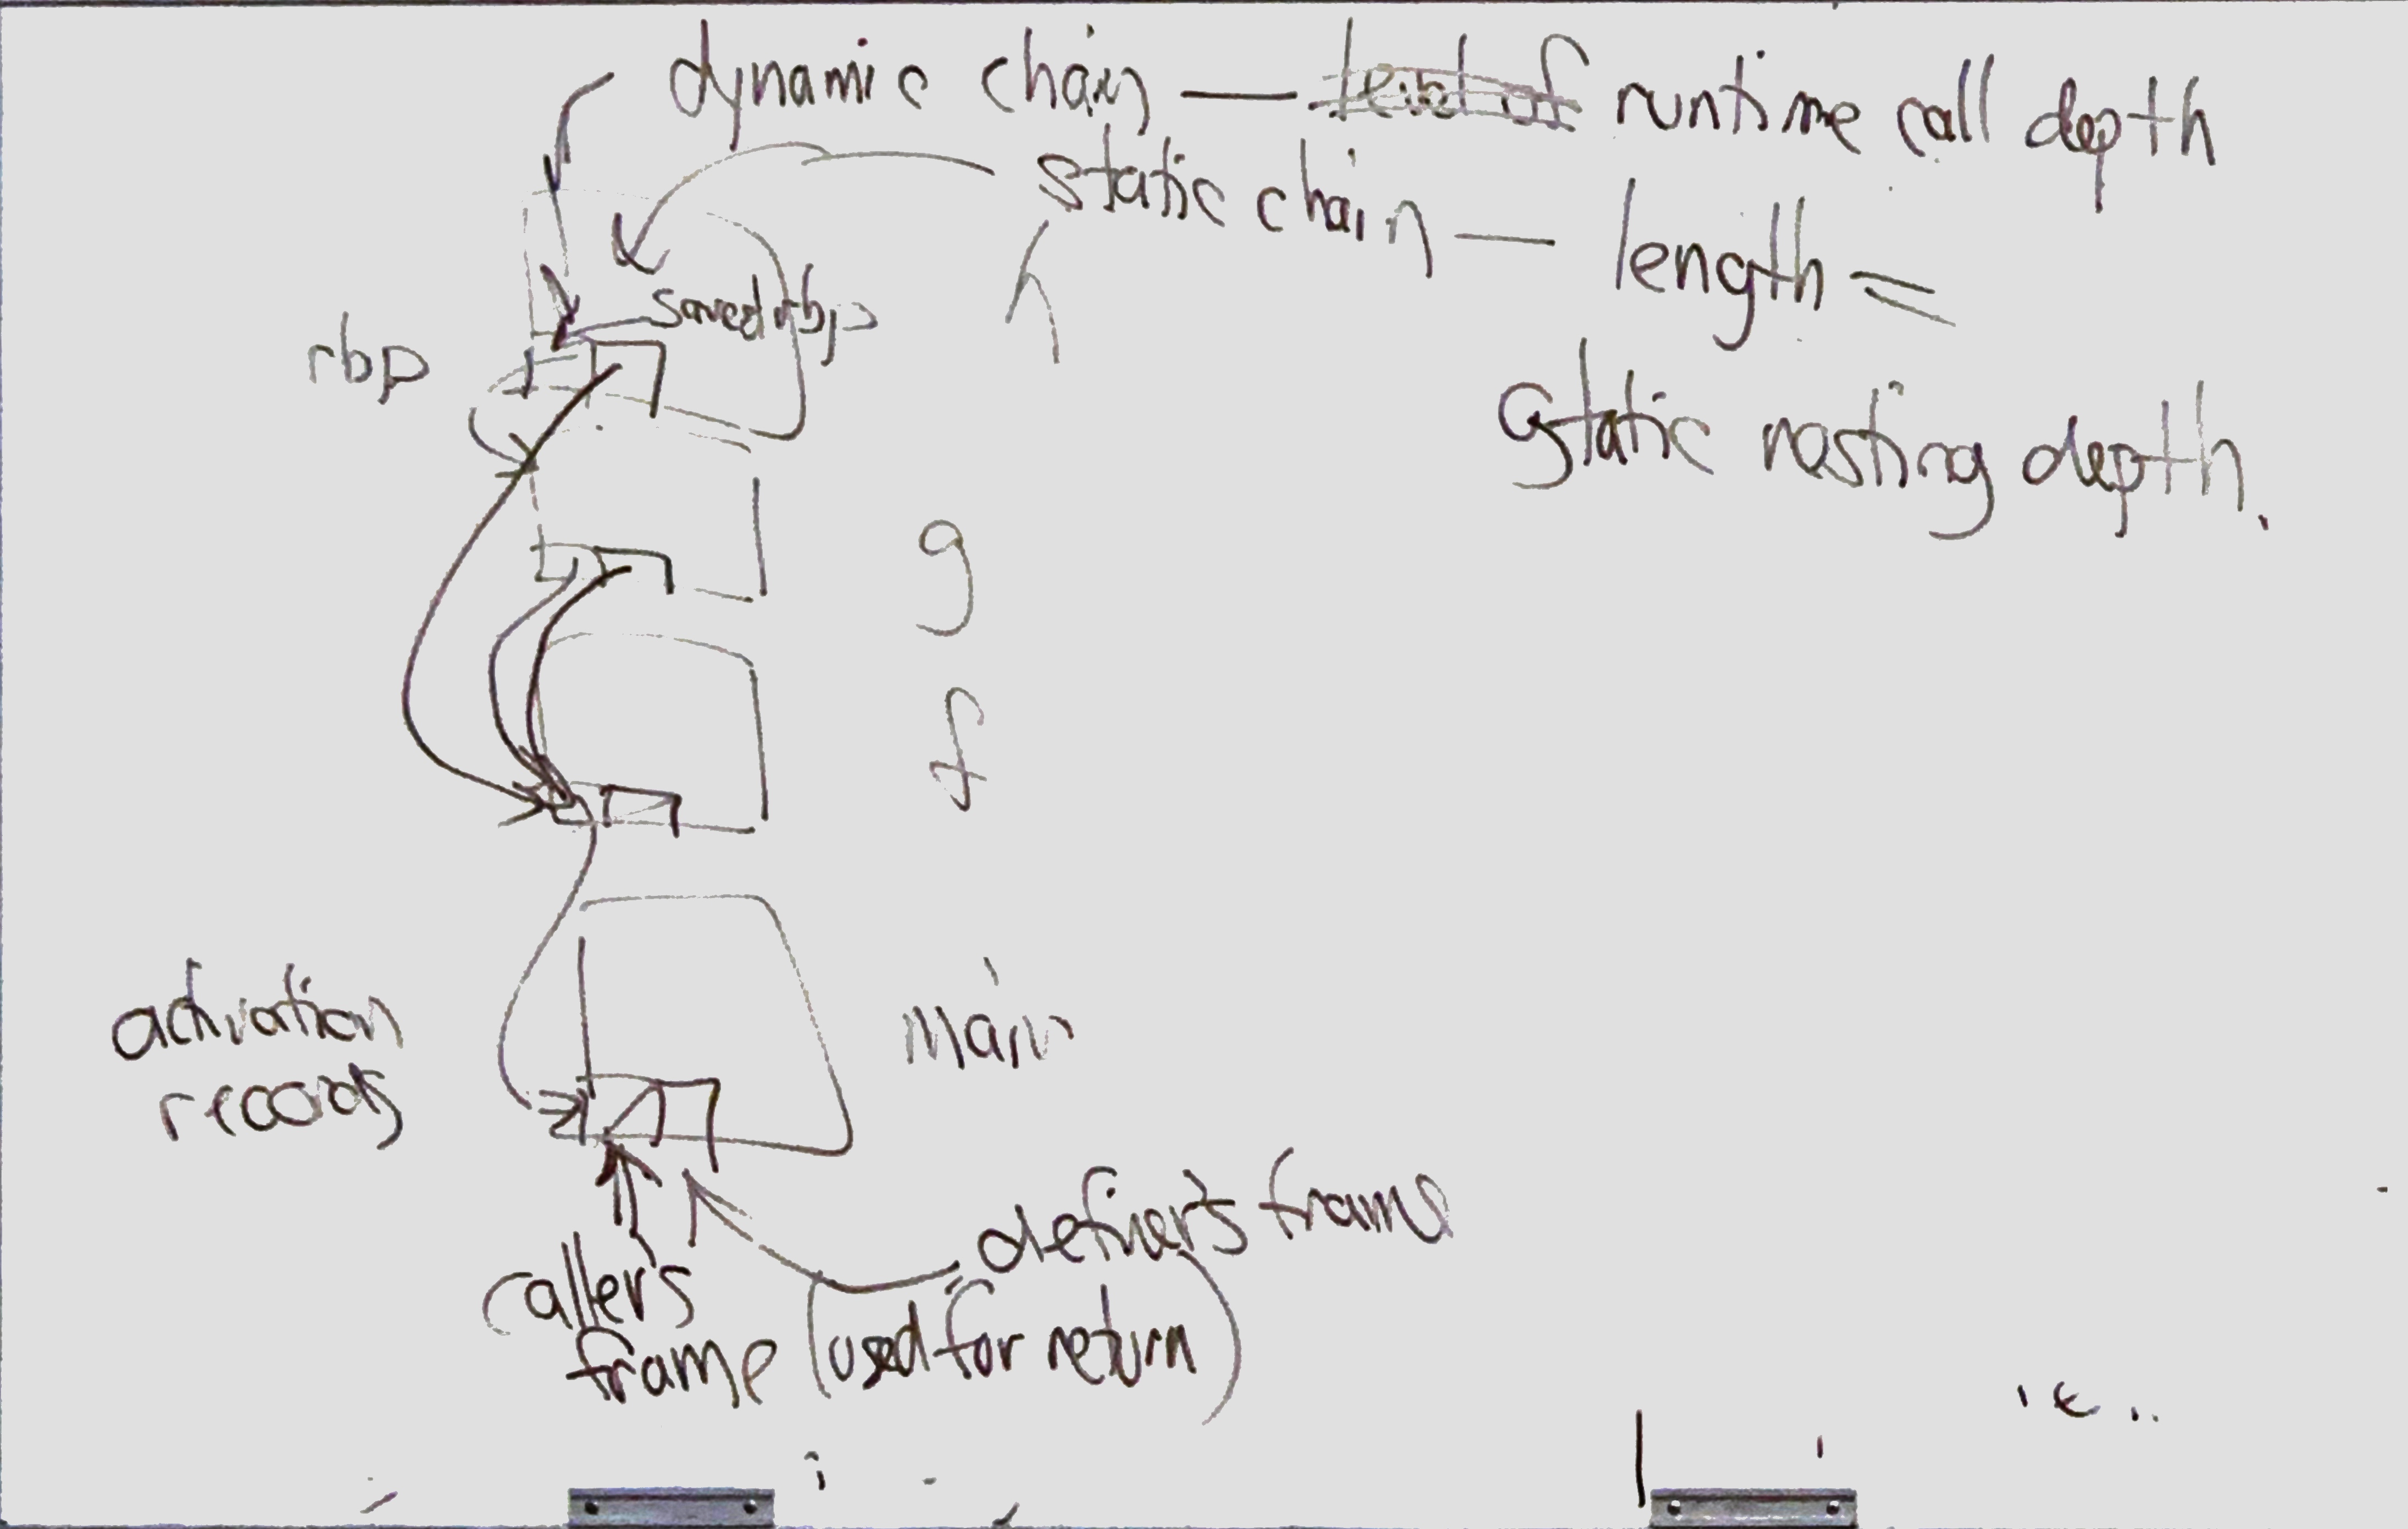 dynamic chain — level of runtime call depth
static chain — length =
static nesting depth.
saved rbp
h
rbp
g
f
activation
records
main
definer's frame
caller's
frame (used for return)